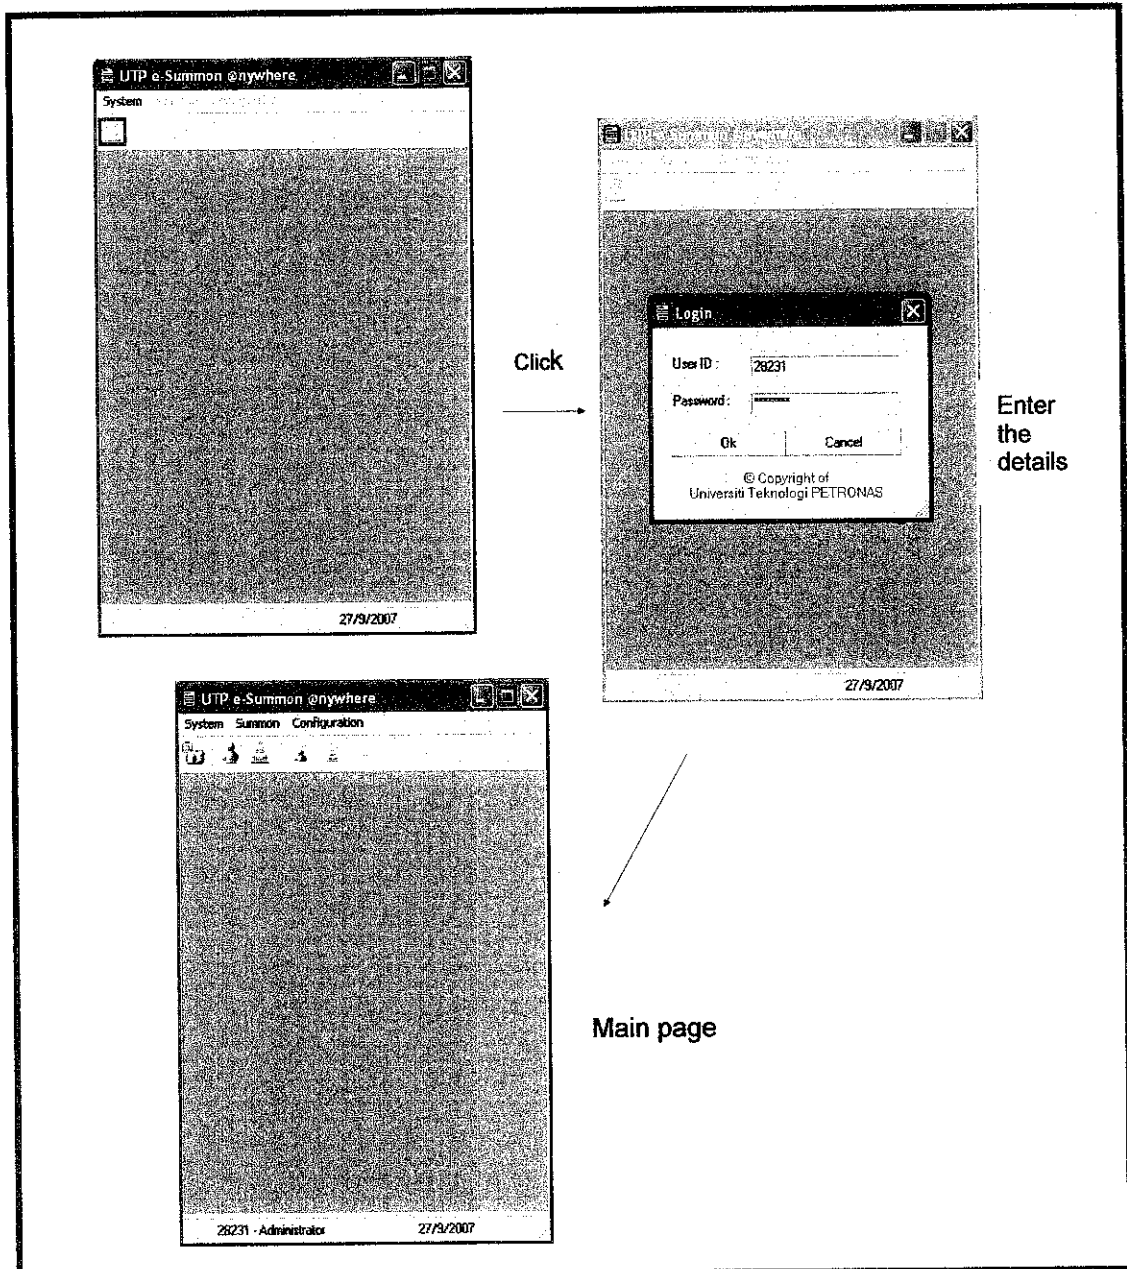 UTP e-Summon @nywhere
System
27/9/2007
Click
Login
User ID : 28231
Password :
Ok Cancel
© Copyright of
Universiti Teknologi PETRONAS
27/9/2007
Enter
the
details
UTP e-Summon @nywhere
System Summon Configuration
28231 - Administrator 27/9/2007
Main page